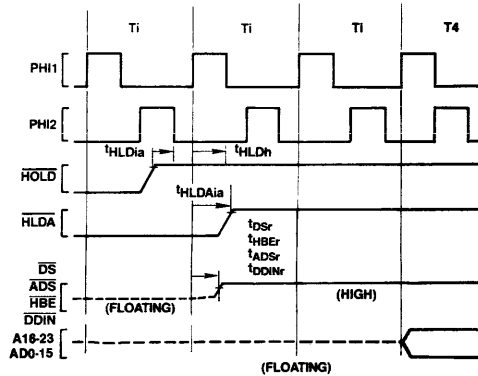 Ti Ti TI T4
PHI1
PHI2
tHLDia tHLDh
HOLD
tHLDAia
HLDA
tDSr
tHBEr
tADSr
tDDINr
DS
ADS
HBE
DDIN
(FLOATING) (HIGH)
A16-23
AD0-15
(FLOATING)